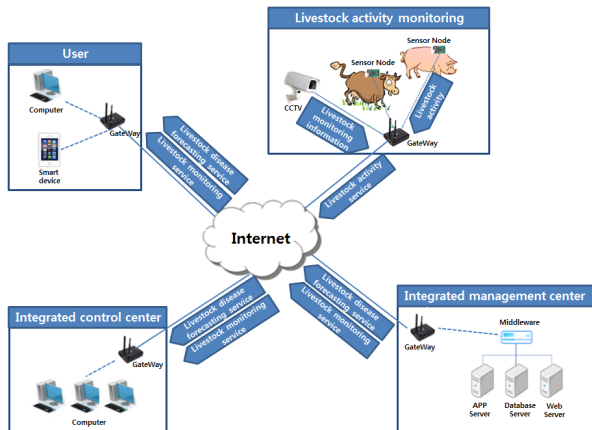 Livestock activity monitoring
Sensor Node
Sensor Node
CCTV
Livestock
monitoring
information
Livestock
activity
GateWay
Livestock activity
service
User
Computer
GateWay
Smart
device
Livestock disease
forecasting service
Livestock monitoring
service
Internet
Integrated control center
GateWay
Computer
Livestock disease
forecasting service
Livestock monitoring
service
Livestock disease
forecasting service
Livestock monitoring
service
Integrated management center
GateWay
Middleware
APP
Server
Database
Server
Web
Server